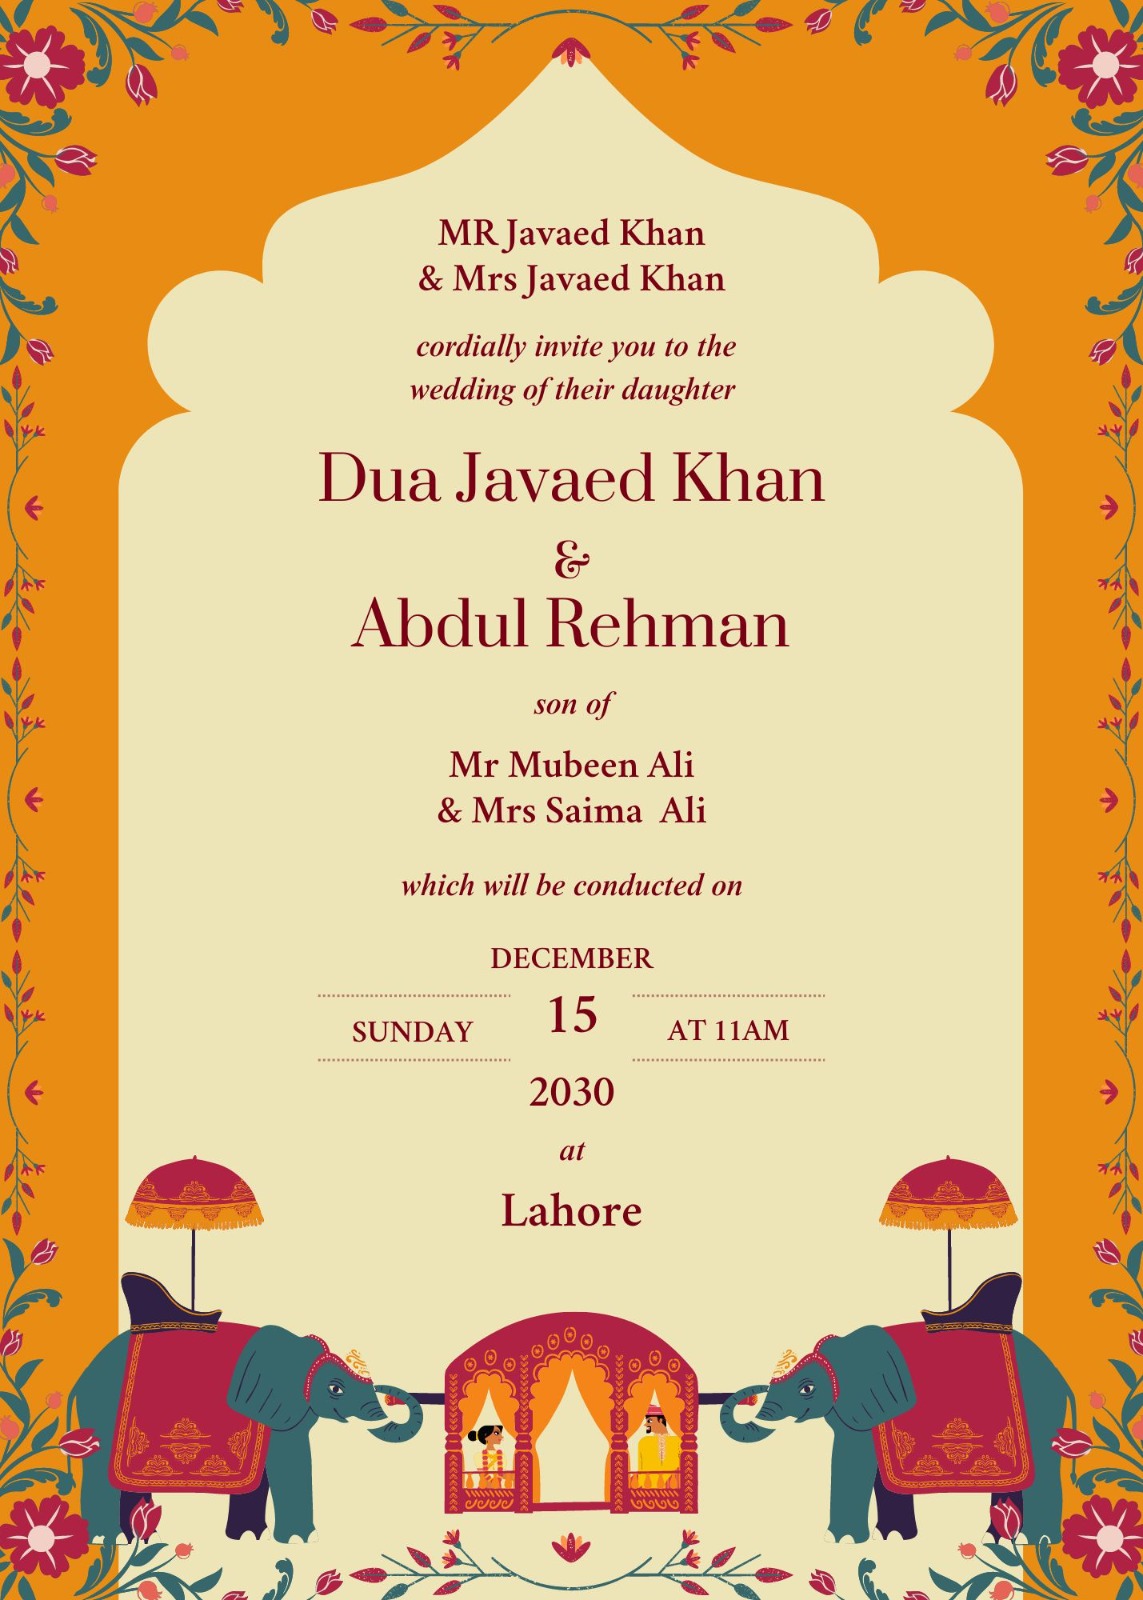 MR Javaed Khan
& Mrs Javaed Khan
cordially invite you to the
wedding of their daughter
Dua Javaed Khan
&
Abdul Rehman
son of
Mr Mubeen Ali
& Mrs Saima Ali
which will be conducted on
DECEMBER
SUNDAY 15 AT 11AM
2030
at
Lahore